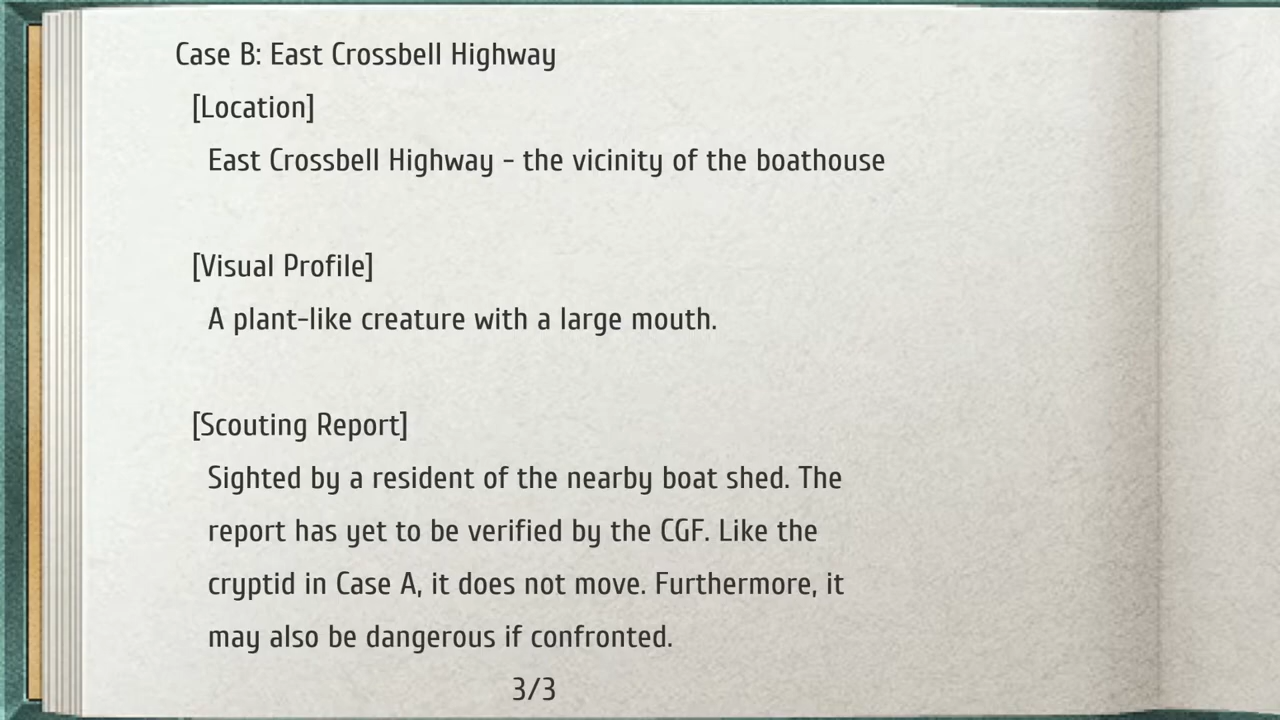 Case B: East Crossbell Highway
[Location]
East Crossbell Highway - the vicinity of the boathouse
[Visual Profile]
A plant-like creature with a large mouth.
[Scouting Report]
Sighted by a resident of the nearby boat shed. The
report has yet to be verified by the CGF. Like the
cryptid in Case A, it does not move. Furthermore, it
may also be dangerous if confronted.
3/3